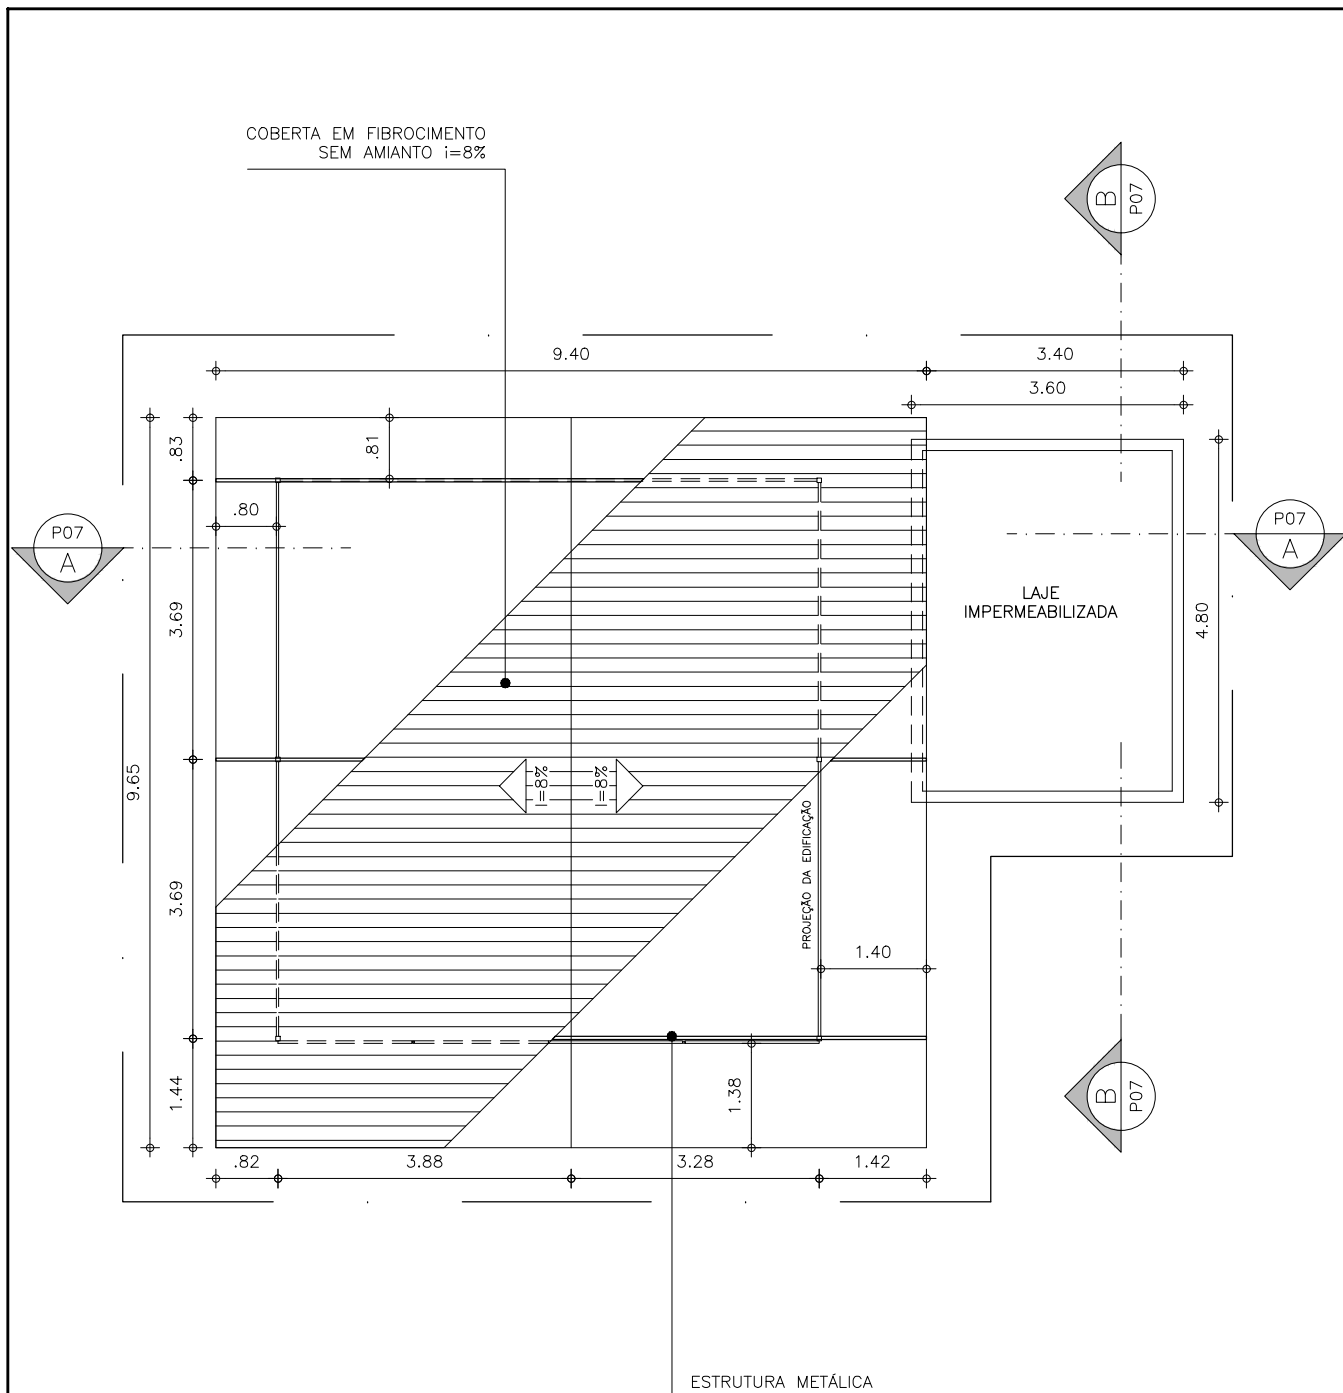 COBERTA EM FIBROCIMENTO
SEM AMIANTO i=8%
B
P07
9.40
3.40
3.60
.83
.81
.80
P07
A
P07
A
LAJE
IMPERMEABILIZADA
3.69
4.80
9.65
i=8%
i=8%
PROJEÇÃO DA EDIFICAÇÃO
3.69
1.40
1.44
1.38
B
P07
.82
3.88
3.28
1.42
ESTRUTURA METÁLICA